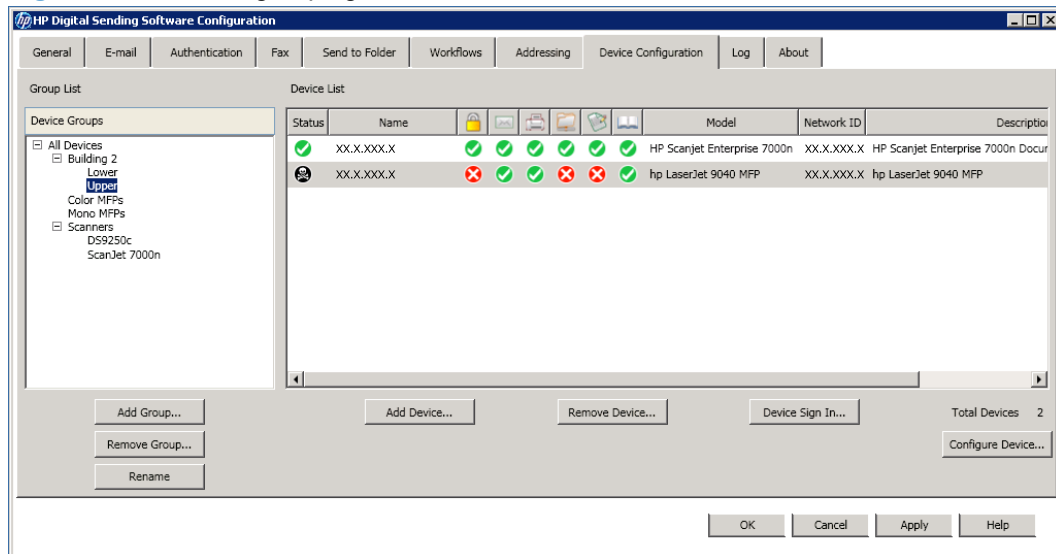 HP Digital Sending Software Configuration
General E-mail Authentication Fax Send to Folder Workflows Addressing Device Configuration Log About
Group List Device List
Device Groups Status Name Model Network ID Description
All Devices
Building 2
Lower
Upper
Color MFPs
Mono MFPs
Scanners
DS9250c
ScanJet 7000n
XX.X.XXX.X HP Scanjet Enterprise 7000n XX.X.XXX.X HP Scanjet Enterprise 7000n Docur
XX.X.XXX.X hp LaserJet 9040 MFP XX.X.XXX.X hp LaserJet 9040 MFP
Add Group... Add Device... Remove Device... Device Sign In... Total Devices 2
Remove Group... Configure Device...
Rename
OK Cancel Apply Help